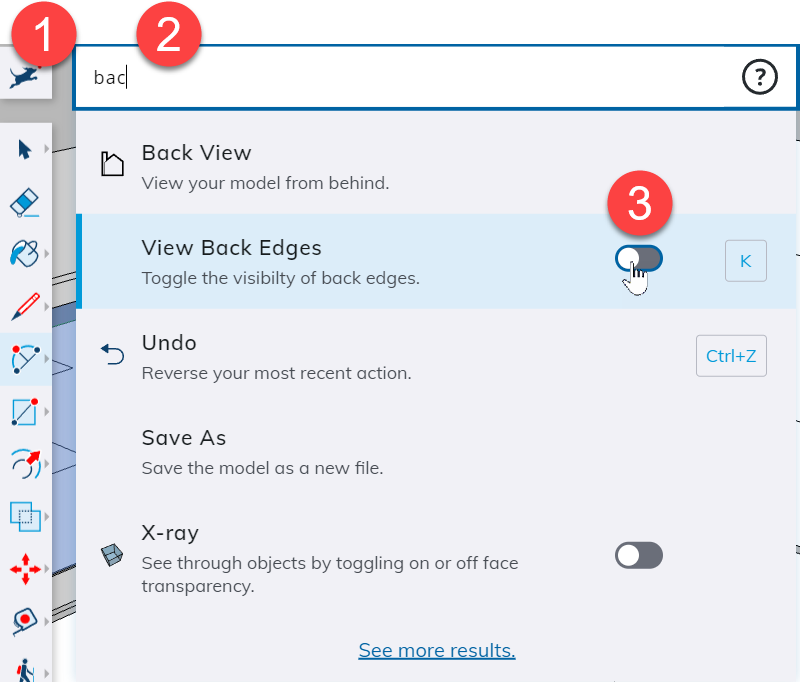 1
2
bac
?
Back View
View your model from behind.
3
View Back Edges
K
Toggle the visibilty of back edges.
Undo
Ctrl+Z
Reverse your most recent action.
Save As
Save the model as a new file.
X-ray
See through objects by toggling on or off face
transparency.
See more results.